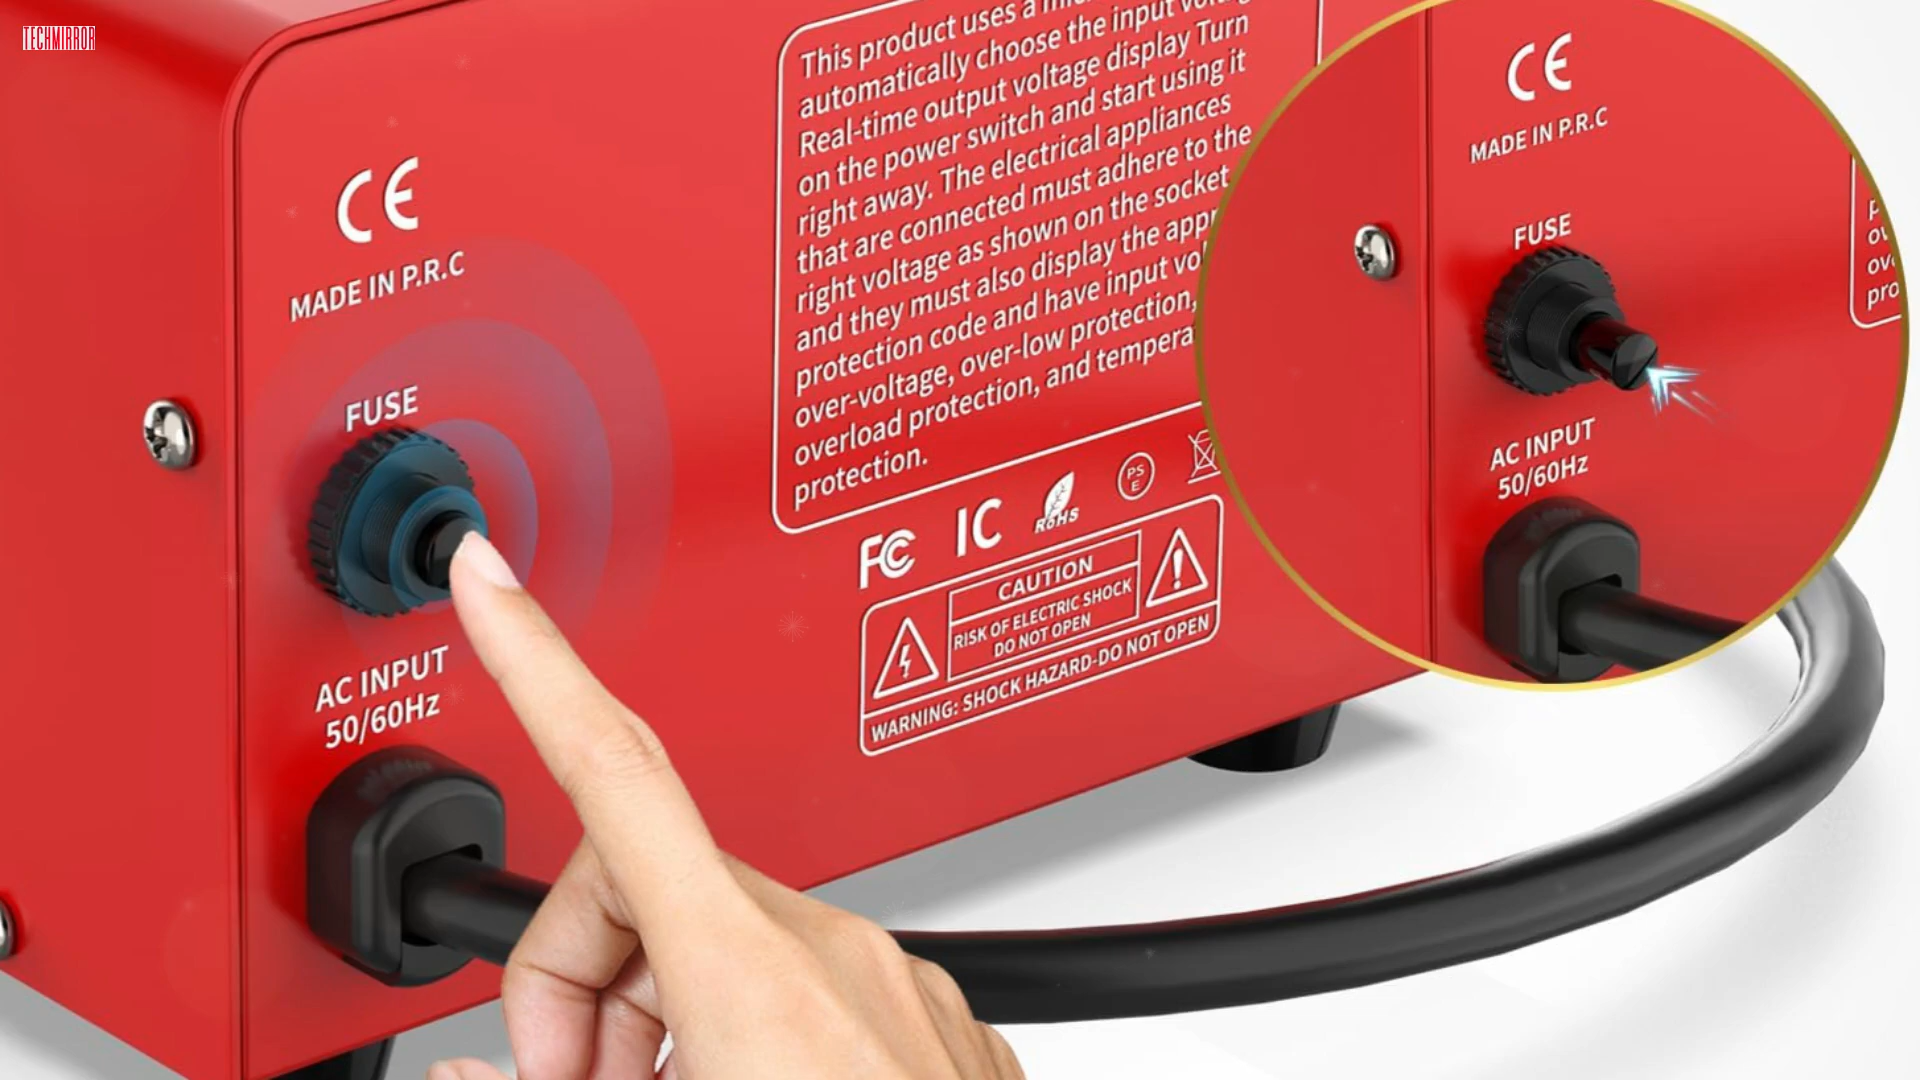 TECHMIRROR
This product uses a
automatically choose the input
Real-time output voltage display Turn
on the power switch and start using it
right away. The electrical appliances
that are connected must adhere to the
right voltage as shown on the socket
and they must also display the
protection code and have input
over-voltage, over-low protection,
overload protection, and
protection.
CE
MADE IN P.R.C
FUSE
AC INPUT
50/60Hz
FC
IC
RoHS
PS
E
CAUTION
RISK OF ELECTRIC SHOCK
DO NOT OPEN
WARNING: SHOCK HAZARD-DO NOT OPEN
CE
MADE IN P.R.C
FUSE
AC INPUT
50/60Hz